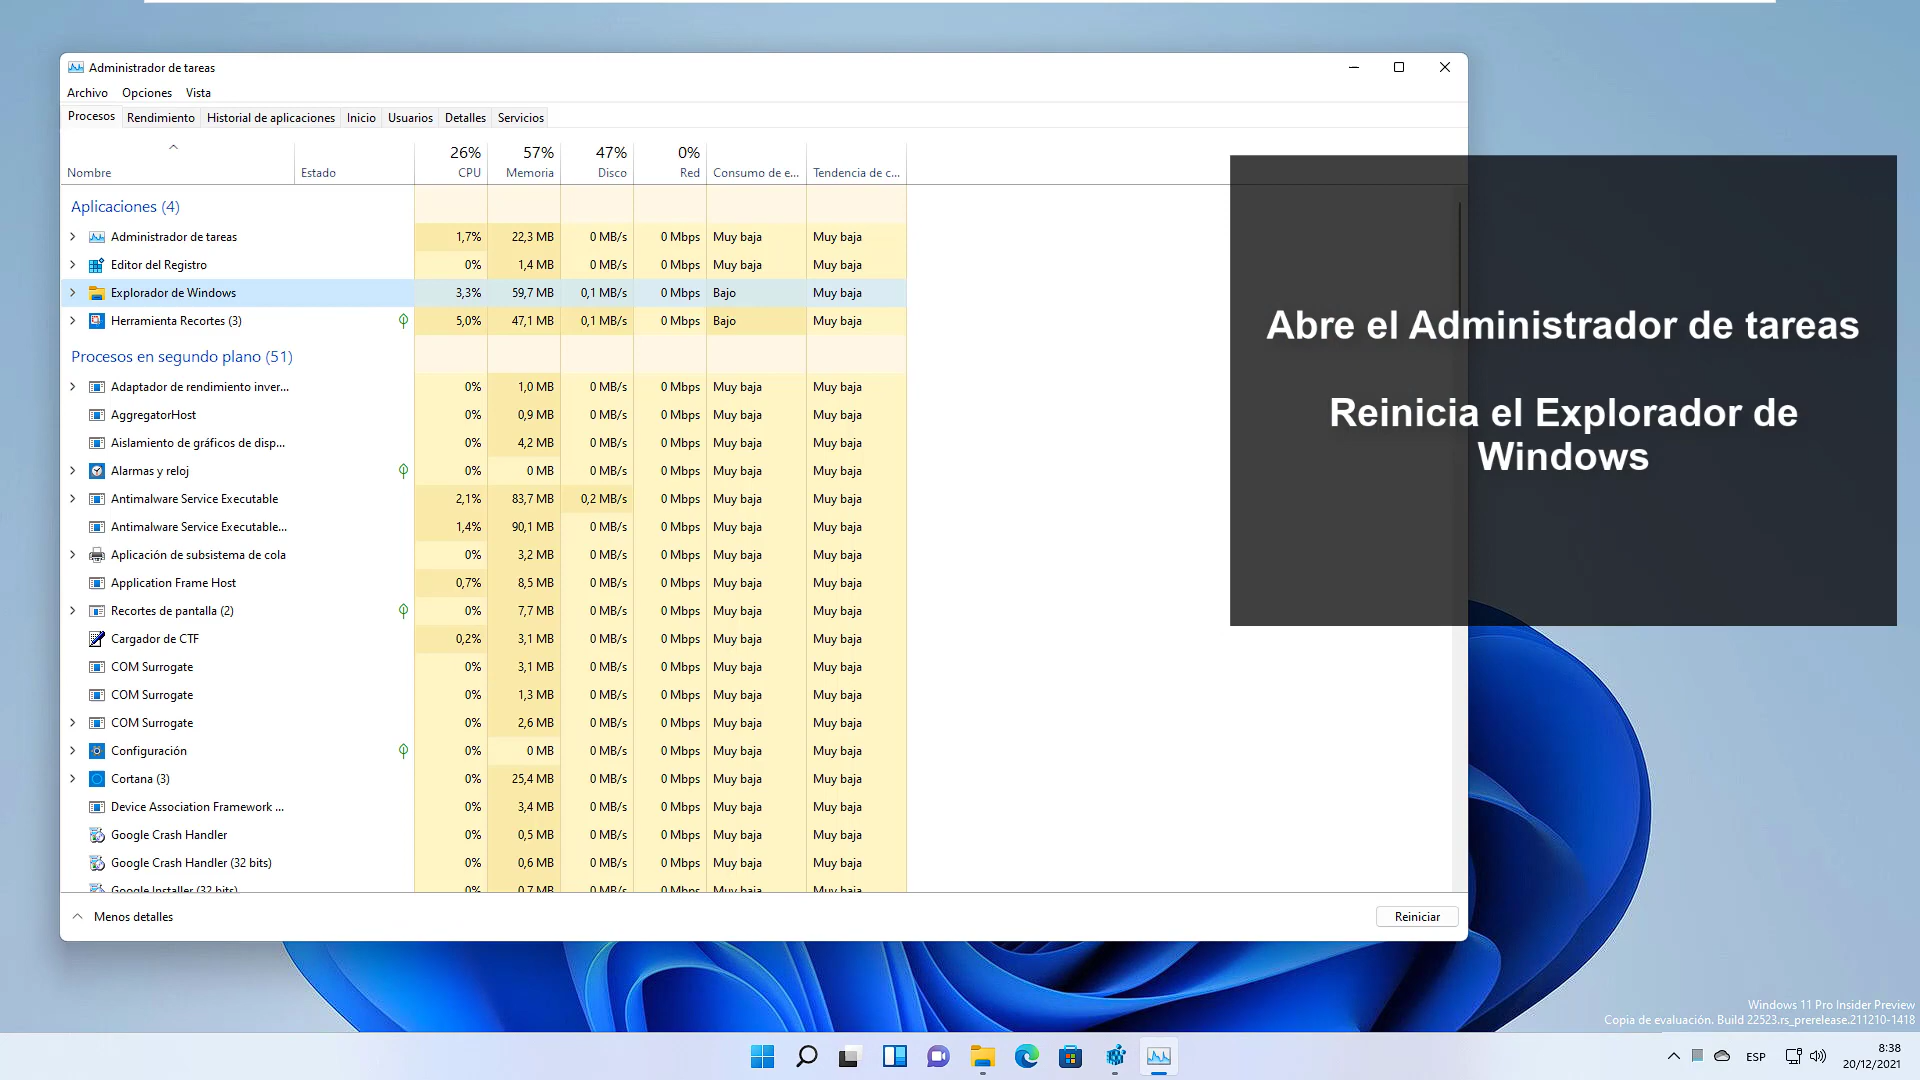 Administrador de tareas
Archivo Opciones Vista
Procesos Rendimiento Historial de aplicaciones Inicio Usuarios Detalles Servicios
26% 57% 47% 0%
Nombre Estado CPU Memoria Disco Red Consumo de e... Tendencia de c...
Aplicaciones (4)
Administrador de tareas 1,7% 22,3 MB 0 MB/s 0 Mbps Muy baja Muy baja
Editor del Registro 0% 1,4 MB 0 MB/s 0 Mbps Muy baja Muy baja
Explorador de Windows 3,3% 59,7 MB 0,1 MB/s 0 Mbps Bajo Muy baja
Herramienta Recortes (3) 5,0% 47,1 MB 0,1 MB/s 0 Mbps Bajo Muy baja
Procesos en segundo plano (51)
Adaptador de rendimiento inver... 0% 1,0 MB 0 MB/s 0 Mbps Muy baja Muy baja
AggregatorHost 0% 0,9 MB 0 MB/s 0 Mbps Muy baja Muy baja
Aislamiento de gráficos de disp... 0% 4,2 MB 0 MB/s 0 Mbps Muy baja Muy baja
Alarmas y reloj 0% 0 MB 0 MB/s 0 Mbps Muy baja Muy baja
Antimalware Service Executable 2,1% 83,7 MB 0,2 MB/s 0 Mbps Muy baja Muy baja
Antimalware Service Executable... 1,4% 90,1 MB 0 MB/s 0 Mbps Muy baja Muy baja
Aplicación de subsistema de cola 0% 3,2 MB 0 MB/s 0 Mbps Muy baja Muy baja
Application Frame Host 0,7% 8,5 MB 0 MB/s 0 Mbps Muy baja Muy baja
Recortes de pantalla (2) 0% 7,7 MB 0 MB/s 0 Mbps Muy baja Muy baja
Cargador de CTF 0,2% 3,1 MB 0 MB/s 0 Mbps Muy baja Muy baja
COM Surrogate 0% 3,1 MB 0 MB/s 0 Mbps Muy baja Muy baja
COM Surrogate 0% 1,3 MB 0 MB/s 0 Mbps Muy baja Muy baja
COM Surrogate 0% 2,6 MB 0 MB/s 0 Mbps Muy baja Muy baja
Configuración 0% 0 MB 0 MB/s 0 Mbps Muy baja Muy baja
Cortana (3) 0% 25,4 MB 0 MB/s 0 Mbps Muy baja Muy baja
Device Association Framework ... 0% 3,4 MB 0 MB/s 0 Mbps Muy baja Muy baja
Google Crash Handler 0% 0,5 MB 0 MB/s 0 Mbps Muy baja Muy baja
Google Crash Handler (32 bits) 0% 0,6 MB 0 MB/s 0 Mbps Muy baja Muy baja
Google Installer (32 bits) 0% 0,7 MB 0 MB/s 0 Mbps Muy baja Muy baja
Menos detalles
Reiniciar
Abre el Administrador de tareas
Reinicia el Explorador de
Windows
Windows 11 Pro Insider Preview
Copia de evaluación. Build 22523.rs_prerelease.211210-1418
ESP
8:38
20/12/2021